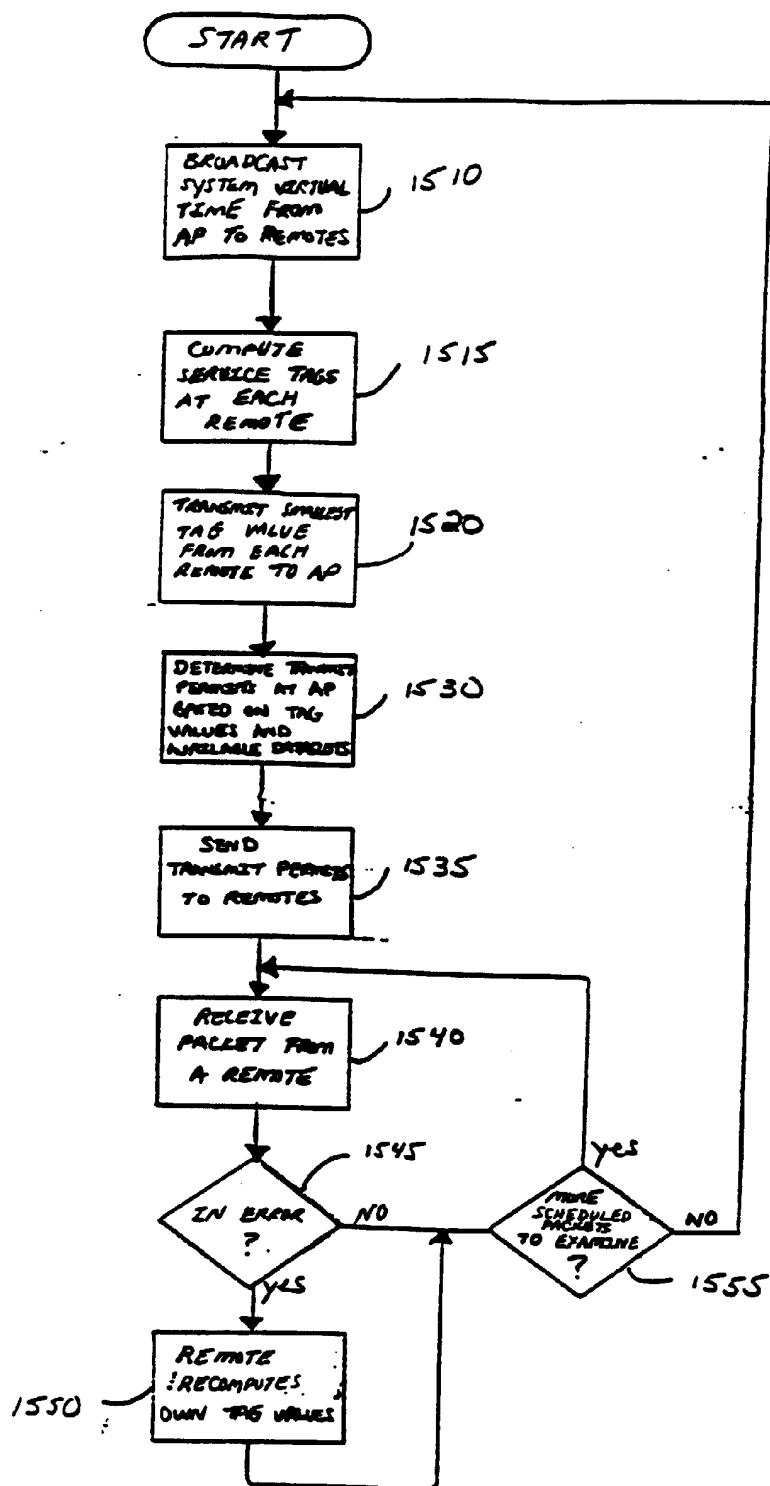 START
BROADCAST
SYSTEM VIRTUAL
TIME FROM
AP TO REMOTES
1510
COMPUTE
SERVICE TAGS
AT EACH
REMOTE
1515
TRANSMIT SMALLEST
TAG VALUE
FROM EACH
REMOTE TO AP
1520
DETERMINE TRANSMIT
PERMITS AT AP
BASED ON TAG
VALUES AND
AVAILABLE DATASLOTS
1530
SEND
TRANSMIT PERMITS
TO REMOTES
1535
RECEIVE
PACKET FROM
A REMOTE
1540
1545
IN ERROR
?
NO
yes
yes
MORE
SCHEDULED
PACKETS
TO EXAMINE
?
NO
1555
REMOTE
RECOMPUTES
OWN TAG VALUES
1550